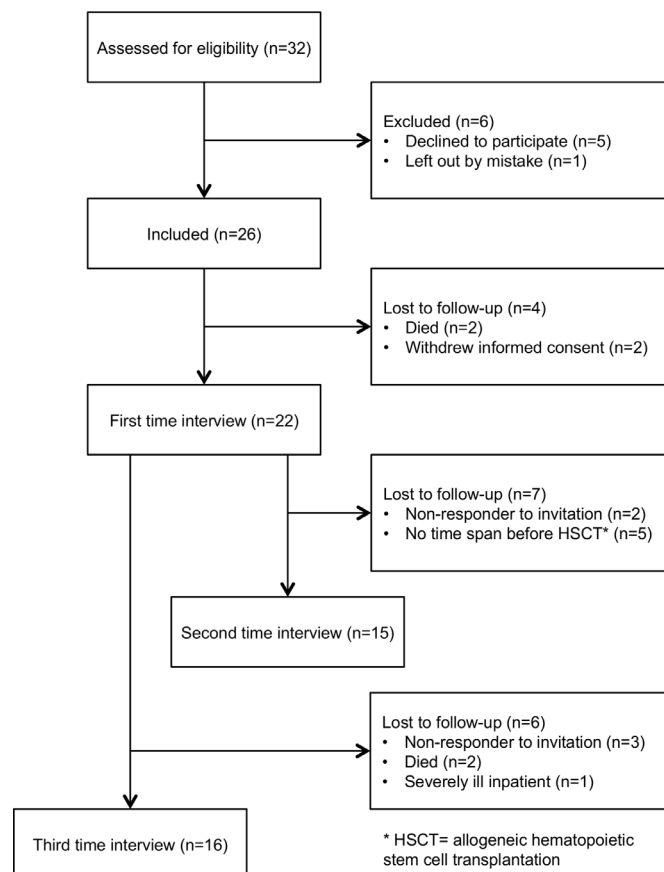 Assessed for eligibility (n=32)
Excluded (n=6)
• Declined to participate (n=5)
• Left out by mistake (n=1)
Included (n=26)
Lost to follow-up (n=4)
• Died (n=2)
• Withdrew informed consent (n=2)
First time interview (n=22)
Lost to follow-up (n=7)
• Non-responder to invitation (n=2)
• No time span before HSCT* (n=5)
Second time interview (n=15)
Lost to follow-up (n=6)
• Non-responder to invitation (n=3)
• Died (n=2)
• Severely ill inpatient (n=1)
Third time interview (n=16)
* HSCT= allogeneic hematopoietic
stem cell transplantation